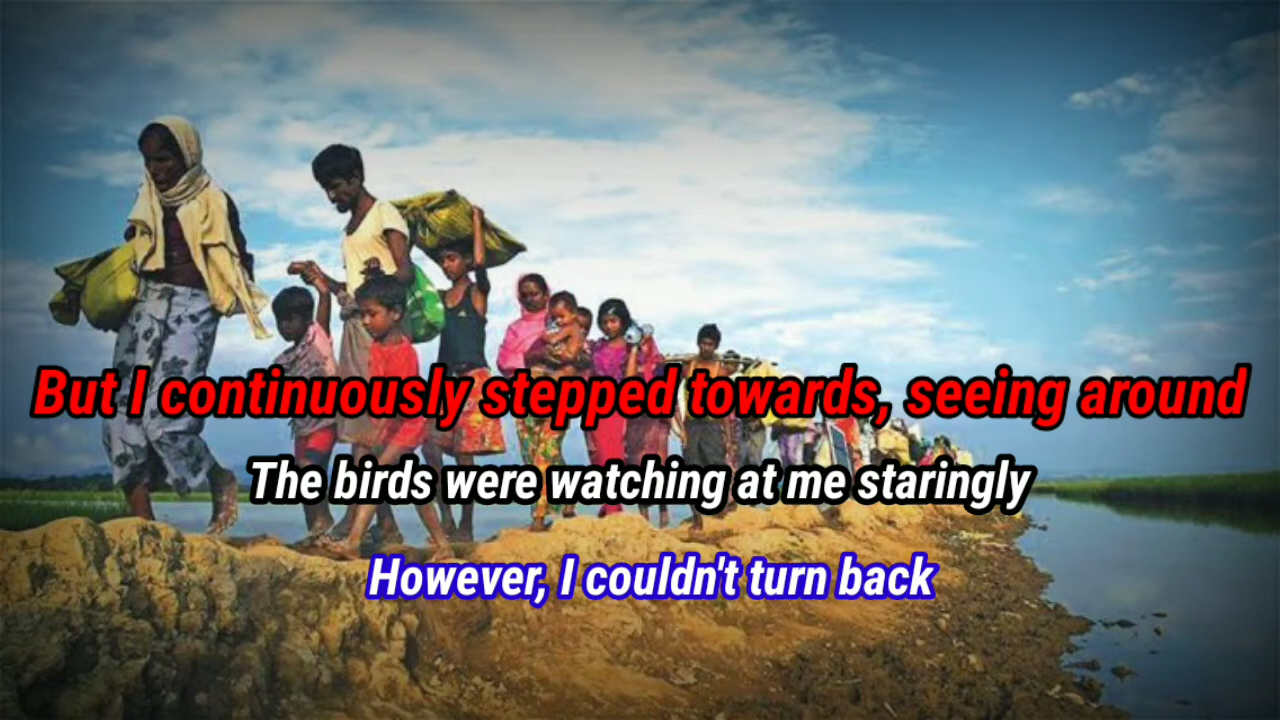 But I continuously stepped towards, seeing around
The birds were watching at me staringly
However, I couldn't turn back